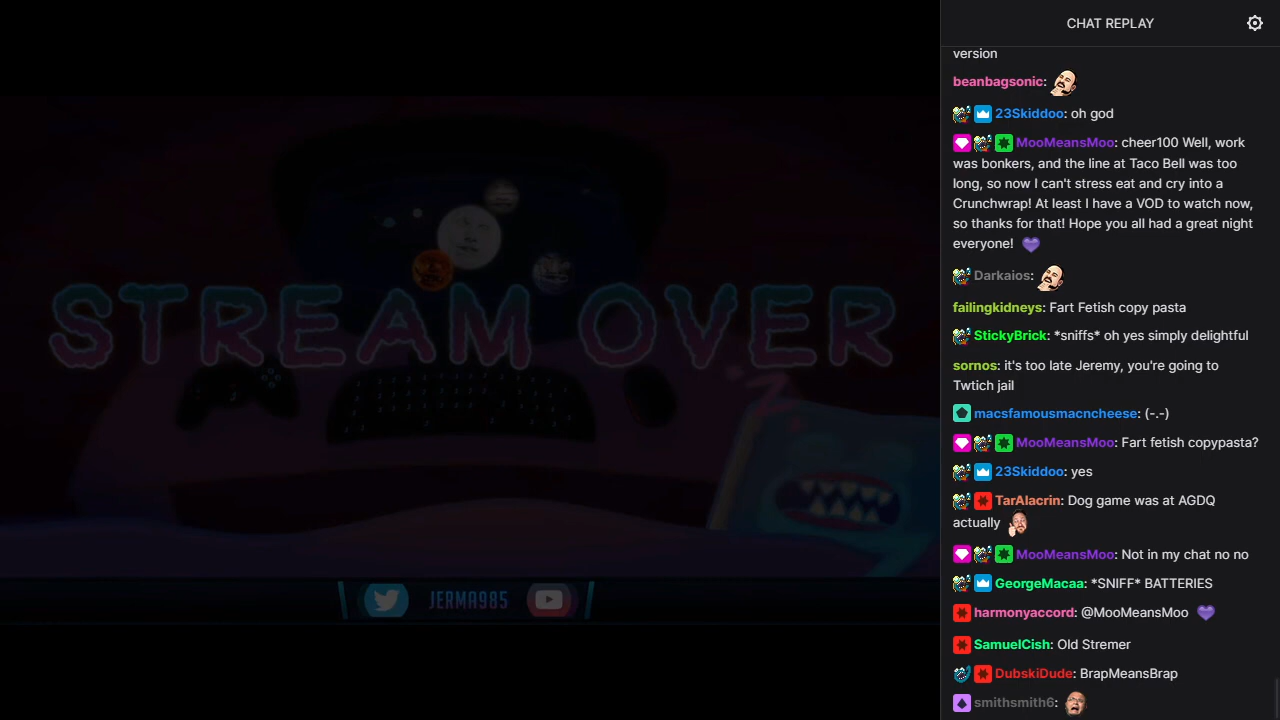 CHAT REPLAY
version
beanbagsonic:
23Skiddoo: oh god
MooMeansMoo: cheer100 Well, work
was bonkers, and the line at Taco Bell was too
long, so now I can't stress eat and cry into a
Crunchwrap! At least I have a VOD to watch now,
so thanks for that! Hope you all had a great night
everyone!
Darkaios:
failingkidneys: Fart Fetish copy pasta
StickyBrick: *sniffs* oh yes simply delightful
sornos: it's too late Jeremy, you're going to
Twtich jail
macsfamousmacncheese: (-.-)
MooMeansMoo: Fart fetish copypasta?
23Skiddoo: yes
TarAlacrin: Dog game was at AGDQ
actually
MooMeansMoo: Not in my chat no no
GeorgeMacaa: *SNIFF* BATTERIES
harmonyaccord: @MooMeansMoo
SamuelCish: Old Stremer
DubskiDude: BrapMeansBrap
smithsmith6:
STREAM OVER
JERMA985